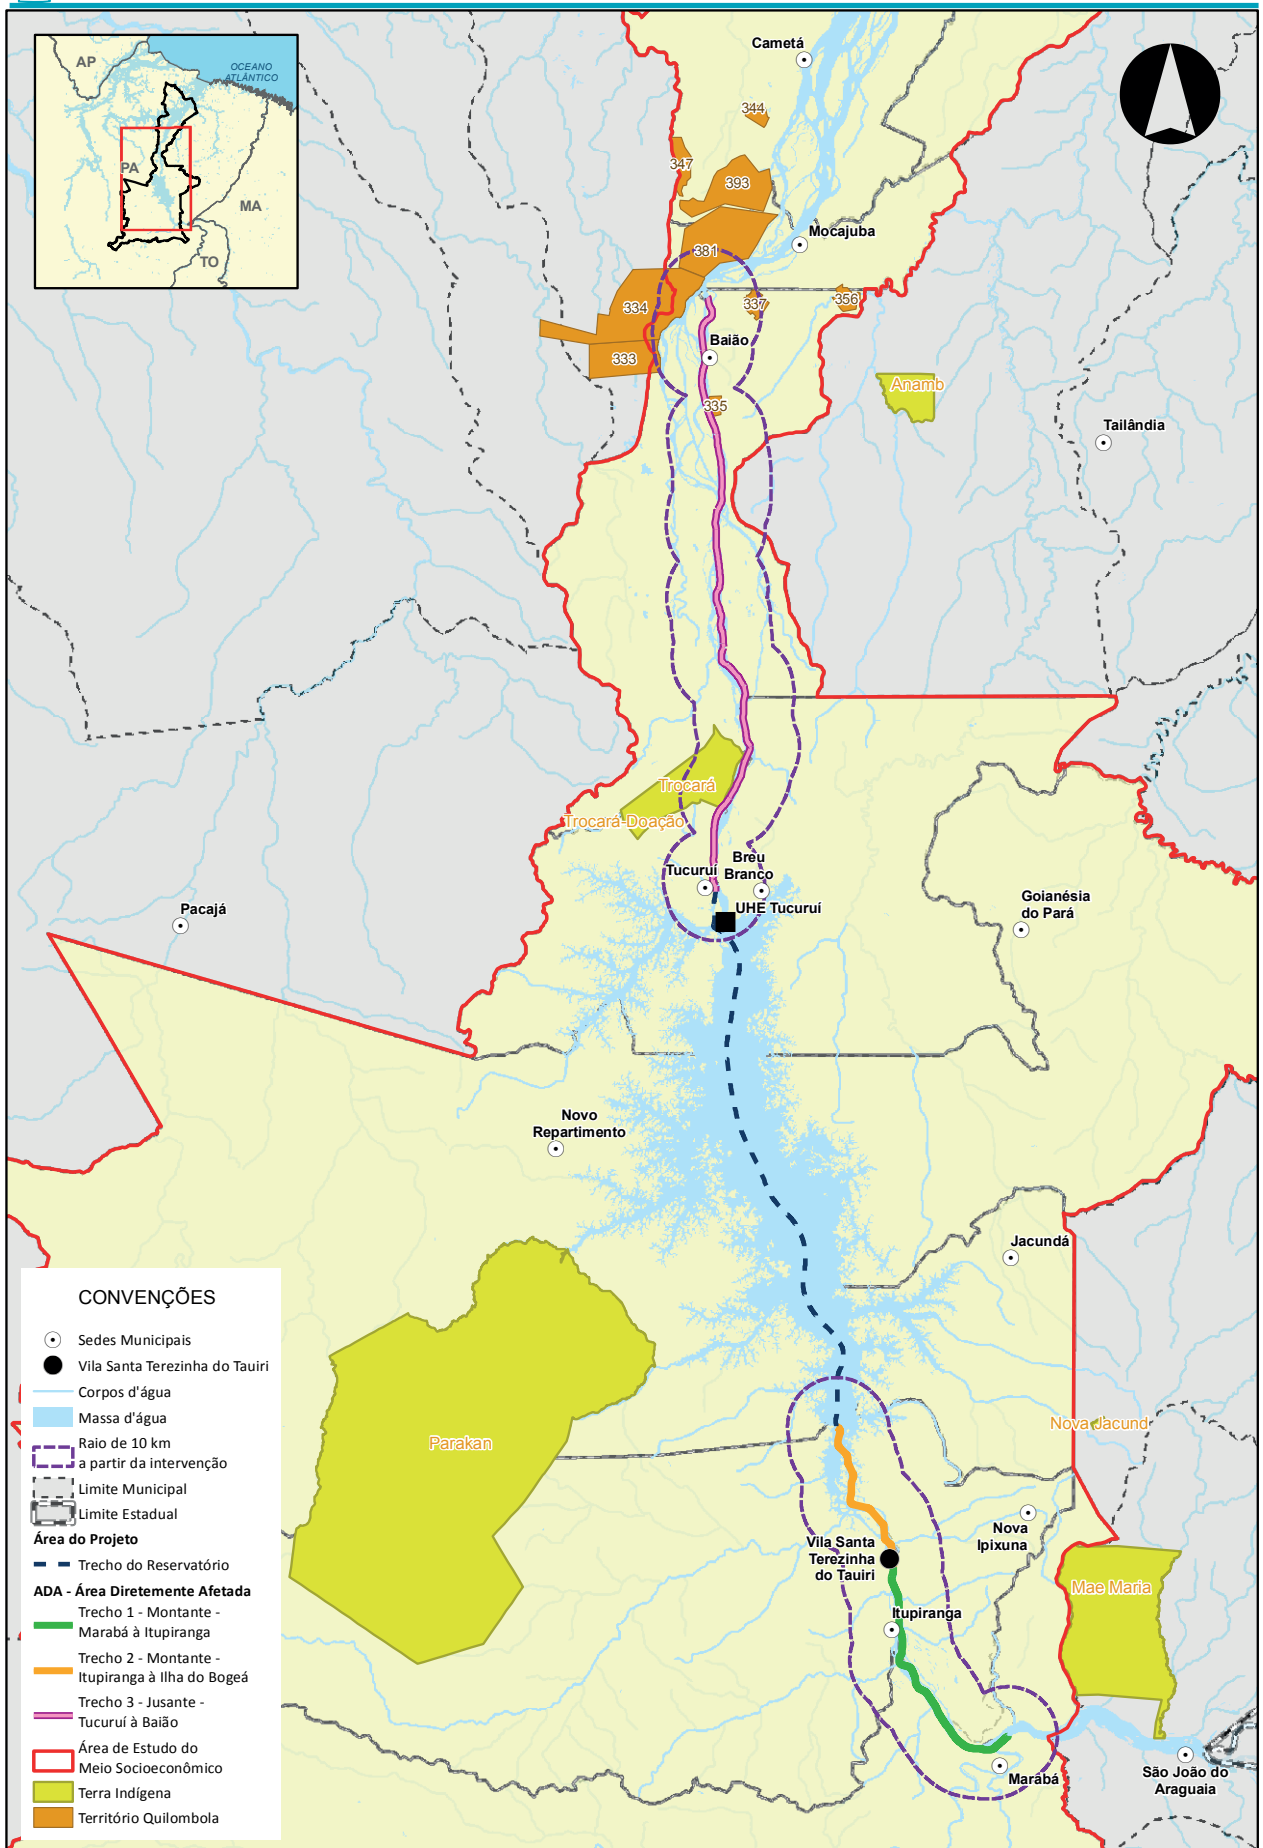 AP
OCEANO
ATLÂNTICO
PA
MA
TO
Cametá
344
347
393
Mocajuba
381
334
337
356
333
Baião
335
Anamb
Tailândia
Trocará
Trocará-Doação
Tucuruí
Breu
Branco
UHE Tucuruí
Pacajá
Goianésia
do Pará
Novo
Repartimento
Jacundá
Parakan
Nova Jacund
Nova
Ipixuna
Vila Santa
Terezinha
do Tauiri
Mae Maria
Itupiranga
Marabá
São João do
Araguaia
CONVENÇÕES
Sedes Municipais
Vila Santa Terezinha do Tauiri
Corpos d'água
Massa d'água
Raio de 10 km
a partir da intervenção
Limite Municipal
Limite Estadual
Área do Projeto
Trecho do Reservatório
ADA - Área Diretemente Afetada
Trecho 1 - Montante -
Marabá à Itupiranga
Trecho 2 - Montante -
Itupiranga à Ilha do Bogeá
Trecho 3 - Jusante -
Tucuruí à Baião
Área de Estudo do
Meio Socioeconômico
Terra Indígena
Território Quilombola